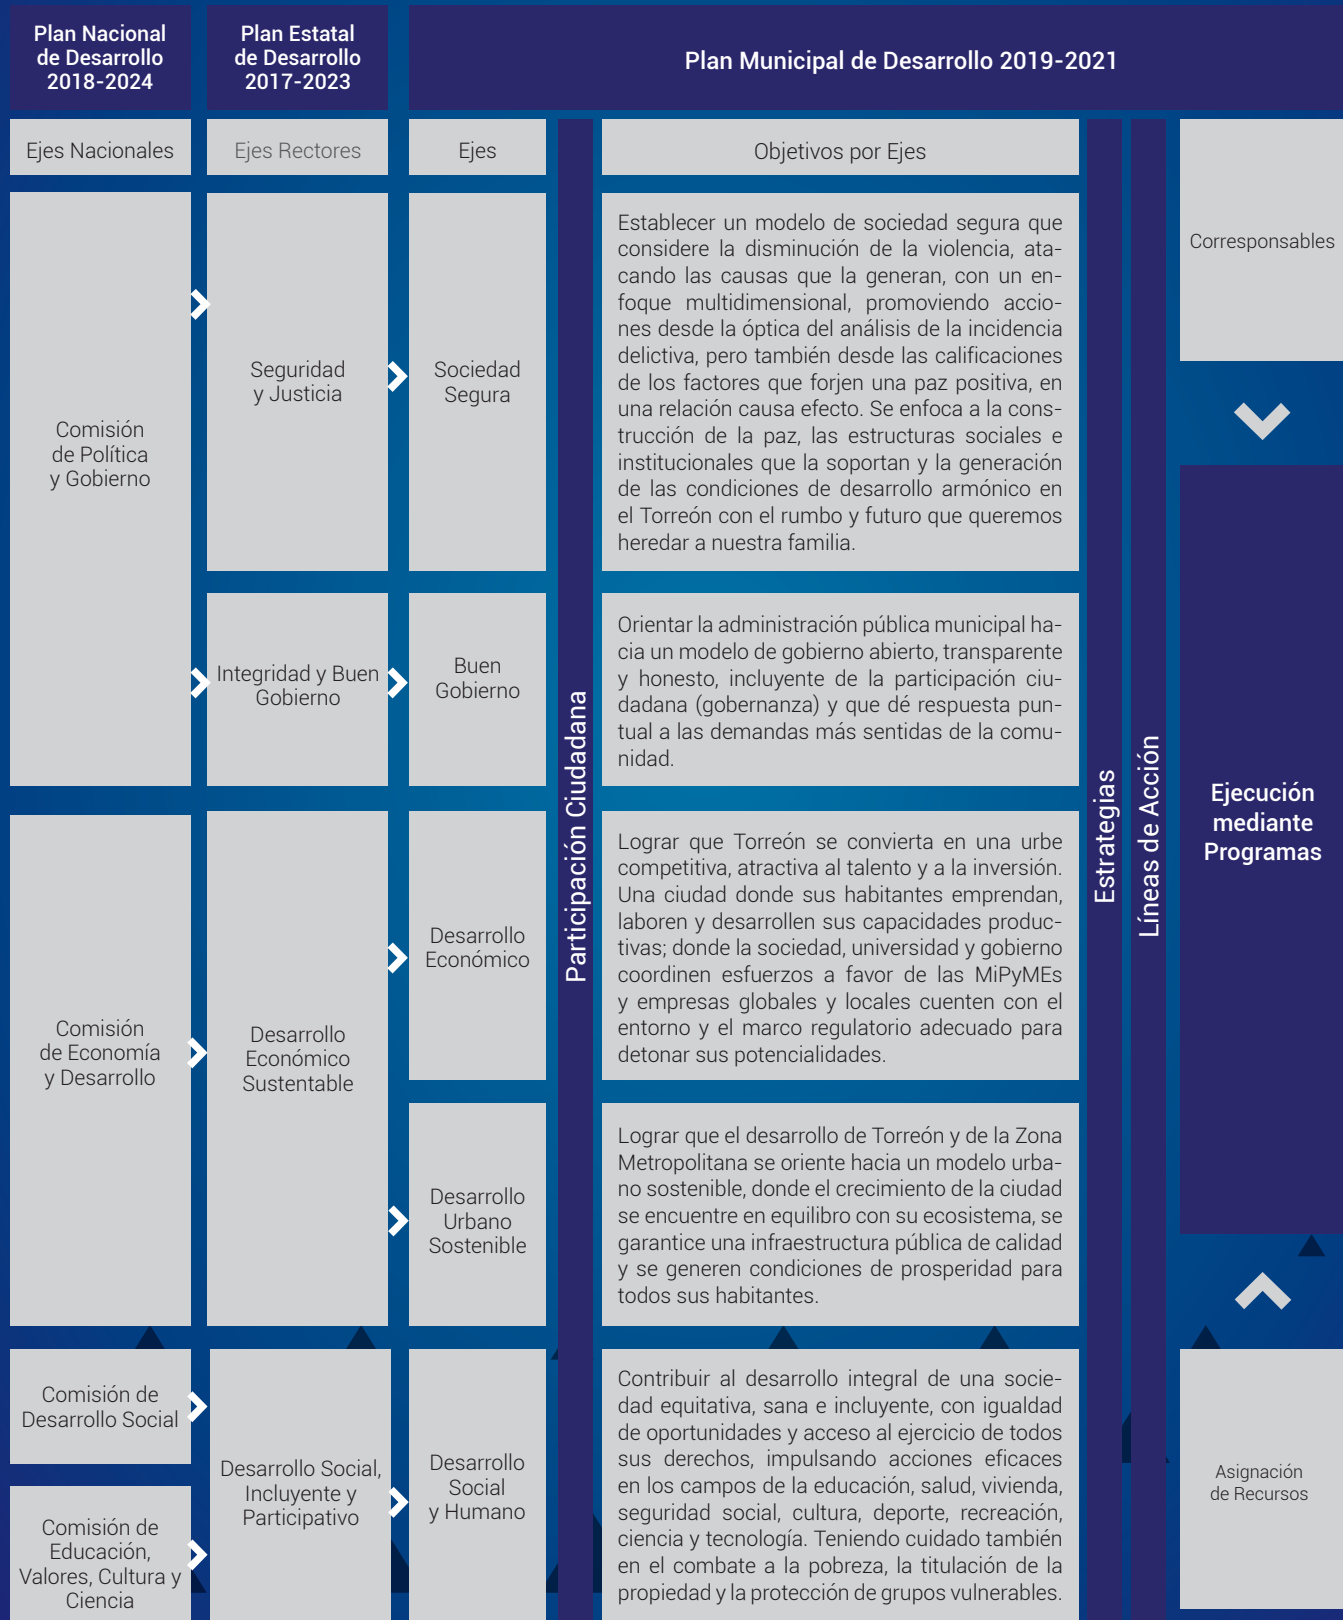 Plan Nacional
de Desarrollo
2018-2024
Plan Estatal
de Desarrollo
2017-2023
Plan Municipal de Desarrollo 2019-2021
Ejes Nacionales
Ejes Rectores
Ejes
Objetivos por Ejes
Comisión
de Política
y Gobierno
Seguridad
y Justicia
Sociedad
Segura
Establecer un modelo de sociedad segura que
considere la disminución de la violencia, ata-
cando las causas que la generan, con un en-
foque multidimensional, promoviendo accio-
nes desde la óptica del análisis de la incidencia
delictiva, pero también desde las calificaciones
de los factores que forjen una paz positiva, en
una relación causa efecto. Se enfoca a la cons-
trucción de la paz, las estructuras sociales e
institucionales que la soportan y la generación
de las condiciones de desarrollo armónico en
el Torreón con el rumbo y futuro que queremos
heredar a nuestra familia.
Integridad y Buen
Gobierno
Buen
Gobierno
Orientar la administración pública municipal ha-
cia un modelo de gobierno abierto, transparente
y honesto, incluyente de la participación ciu-
dadana (gobernanza) y que dé respuesta pun-
tual a las demandas más sentidas de la comu-
nidad.
Comisión
de Economía
y Desarrollo
Desarrollo
Económico
Sustentable
Desarrollo
Económico
Lograr que Torreón se convierta en una urbe
competitiva, atractiva al talento y a la inversión.
Una ciudad donde sus habitantes emprendan,
laboren y desarrollen sus capacidades produc-
tivas; donde la sociedad, universidad y gobierno
coordinen esfuerzos a favor de las MiPyMEs
y empresas globales y locales cuenten con el
entorno y el marco regulatorio adecuado para
detonar sus potencialidades.
Desarrollo
Urbano
Sostenible
Lograr que el desarrollo de Torreón y de la Zona
Metropolitana se oriente hacia un modelo urba-
no sostenible, donde el crecimiento de la ciudad
se encuentre en equilibro con su ecosistema, se
garantice una infraestructura pública de calidad
y se generen condiciones de prosperidad para
todos sus habitantes.
Comisión de
Desarrollo Social
Comisión de
Educación,
Valores, Cultura y
Ciencia
Desarrollo Social,
Incluyente y
Participativo
Desarrollo
Social
y Humano
Contribuir al desarrollo integral de una socie-
dad equitativa, sana e incluyente, con igualdad
de oportunidades y acceso al ejercicio de todos
sus derechos, impulsando acciones eficaces
en los campos de la educación, salud, vivienda,
seguridad social, cultura, deporte, recreación,
ciencia y tecnología. Teniendo cuidado también
en el combate a la pobreza, la titulación de la
propiedad y la protección de grupos vulnerables.
Participación Ciudadana
Estrategias
Líneas de Acción
Corresponsables
Ejecución
mediante
Programas
Asignación
de Recursos